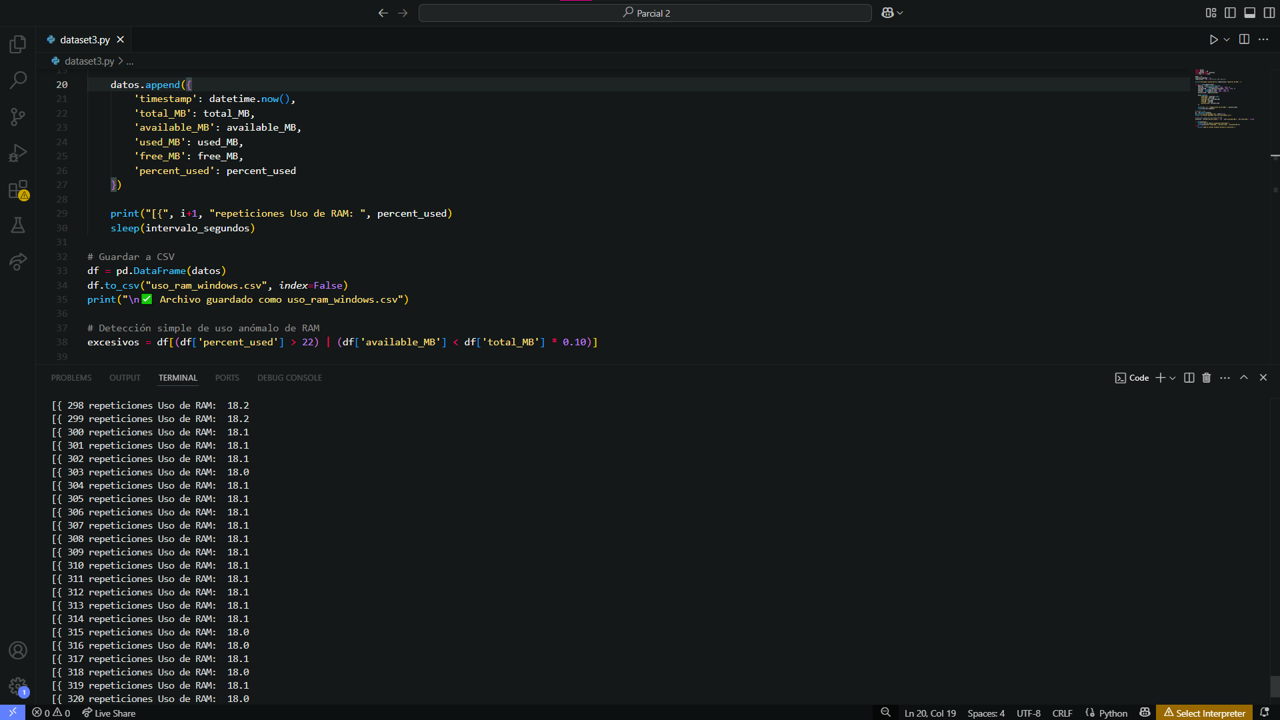 Parcial 2
dataset3.py
dataset3.py > ...
19
20 datos.append({
21 'timestamp': datetime.now(),
22 'total_MB': total_MB,
23 'available_MB': available_MB,
24 'used_MB': used_MB,
25 'free_MB': free_MB,
26 'percent_used': percent_used
27 })
28
29 print("[{", i+1, "repeticiones Uso de RAM: ", percent_used)
30 sleep(intervalo_segundos)
31
32 # Guardar a CSV
33 df = pd.DataFrame(datos)
34 df.to_csv("uso_ram_windows.csv", index=False)
35 print("\n✅ Archivo guardado como uso_ram_windows.csv")
36
37 # Detección simple de uso anómalo de RAM
38 excesivos = df[(df['percent_used'] > 22) | (df['available_MB'] < df['total_MB'] * 0.10)]
39
PROBLEMS OUTPUT TERMINAL PORTS DEBUG CONSOLE Code
[{ 298 repeticiones Uso de RAM:  18.2
[{ 299 repeticiones Uso de RAM:  18.2
[{ 300 repeticiones Uso de RAM:  18.1
[{ 301 repeticiones Uso de RAM:  18.1
[{ 302 repeticiones Uso de RAM:  18.1
[{ 303 repeticiones Uso de RAM:  18.0
[{ 304 repeticiones Uso de RAM:  18.1
[{ 305 repeticiones Uso de RAM:  18.1
[{ 306 repeticiones Uso de RAM:  18.1
[{ 307 repeticiones Uso de RAM:  18.1
[{ 308 repeticiones Uso de RAM:  18.1
[{ 309 repeticiones Uso de RAM:  18.1
[{ 310 repeticiones Uso de RAM:  18.1
[{ 311 repeticiones Uso de RAM:  18.1
[{ 312 repeticiones Uso de RAM:  18.1
[{ 313 repeticiones Uso de RAM:  18.1
[{ 314 repeticiones Uso de RAM:  18.1
[{ 315 repeticiones Uso de RAM:  18.0
[{ 316 repeticiones Uso de RAM:  18.0
[{ 317 repeticiones Uso de RAM:  18.1
[{ 318 repeticiones Uso de RAM:  18.0
[{ 319 repeticiones Uso de RAM:  18.1
[{ 320 repeticiones Uso de RAM:  18.0
1
0 0 Live Share Ln 20, Col 19 Spaces: 4 UTF-8 CRLF Python Select Interpreter